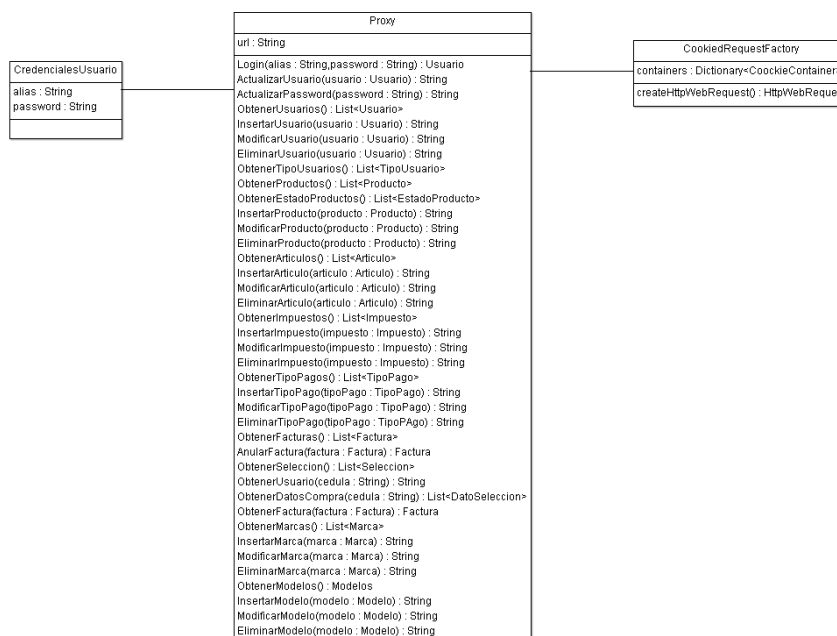 Proxy
url : String
Login(alias : String,password : String) : Usuario
ActualizarUsuario(usuario : Usuario) : String
ActualizarPassword(password : String) : String
ObtenerUsuarios() : List<Usuario>
InsertarUsuario(usuario : Usuario) : String
ModificarUsuario(usuario : Usuario) : String
EliminarUsuario(usuario : Usuario) : String
ObtenerTipoUsuarios() : List<TipoUsuario>
ObtenerProductos() : List<Producto>
ObtenerEstadoProductos() : List<EstadoProducto>
InsertarProducto(producto : Producto) : String
ModificarProducto(producto : Producto) : String
EliminarProducto(producto : Producto) : String
ObtenerArticulos() : List<Articulo>
InsertarArticulo(articulo : Articulo) : String
ModificarArticulo(articulo : Articulo) : String
EliminarArticulo(articulo : Articulo) : String
ObtenerImpuestos() : List<Impuesto>
InsertarImpuesto(impuesto : Impuesto) : String
ModificarImpuesto(impuesto : Impuesto) : String
EliminarImpuesto(impuesto : Impuesto) : String
ObtenerTipoPagos() : List<TipoPago>
InsertarTipoPago(tipoPago : TipoPago) : String
ModificarTipoPago(tipoPago : TipoPago) : String
EliminarTipoPago(tipoPago : TipoPAgo) : String
ObtenerFacturas() : List<Factura>
AnularFactura(factura : Factura) : Factura
ObtenerSeleccion() : List<Seleccion>
ObtenerUsuario(cedula : String) : String
ObtenerDatosCompra(cedula : String) : List<DatoSeleccion>
ObtenerFactura(factura : Factura) : Factura
ObtenerMarcas() : List<Marca>
InsertarMarca(marca : Marca) : String
ModificarMarca(marca : Marca) : String
EliminarMarca(marca : Marca) : String
ObtenerModelos() : Modelos
InsertarModelo(modelo : Modelo) : String
ModificarModelo(modelo : Modelo) : String
EliminarModelo(modelo : Modelo) : String
CredencialesUsuario
alias : String
password : String
CookiedRequestFactory
containers : Dictionary<CoockieContainer
createHttpWebRequest() : HttpWebReque